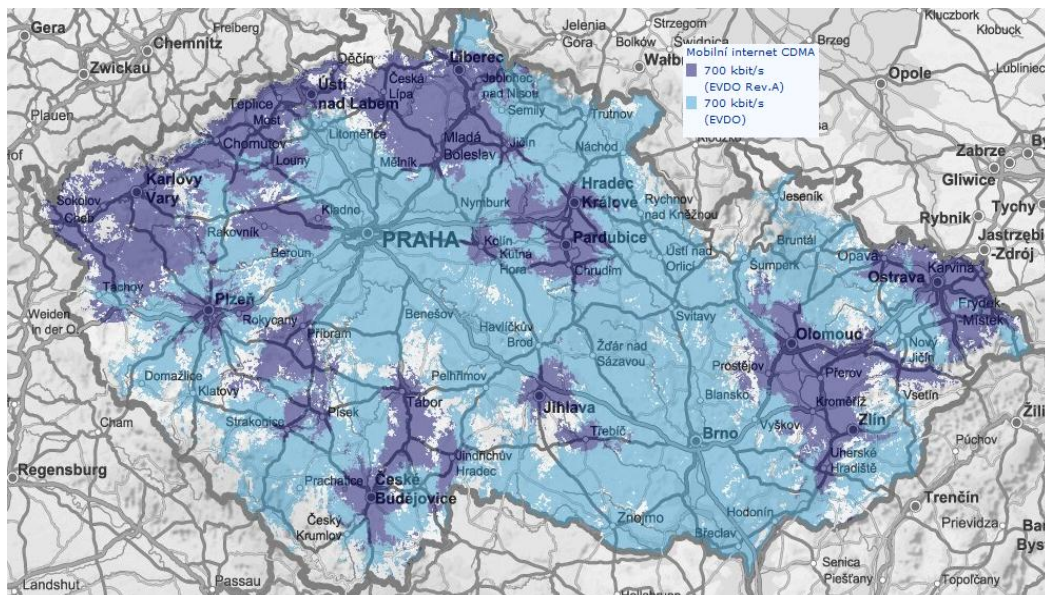 Gera
Chemnitz
Freiberg
Zwickau
Plauen
Hof
Jelenia
Góra
Strzegom
Bolków
Świdnica
Brzeg
Kluczbork
Kłobuck
Opole
Lubliniec
Zabrze
Gliwice
Tychy
Rybnik
Jastrzębie
-Zdrój
Mobilní internet CDMA
700 kbit/s
(EVDO Rev.A)
700 kbit/s
(EVDO)
Děčín
Liberec
Ústí
nad Labem
Česká
Lípa
Jablonec
nad Nisou
Semily
Trutnov
Teplice
Most
Chomutov
Litoměřice
Louny
Mělník
Mladá
Boleslav
Jičín
Náchod
Karlovy
Vary
Sokolov
Cheb
Kladno
Rakovník
Beroun
PRAHA
Nymburk
Kolín
Kutná
Hora
Hradec
Králové
Pardubice
Chrudim
Rychnov
nad Kněžnou
Ústí nad
Orlicí
Jeseník
Bruntál
Šumperk
Opava
Ostrava
Karviná
Frýdek
Místek
Nový
Jičín
Tachov
Plzeň
Rokycany
Příbram
Benešov
Havlíčkův
Brod
Svitavy
Žďár nad
Sázavou
Olomouc
Prostějov
Přerov
Weiden
in der O...
Domažlice
Klatovy
Strakonice
Písek
Tábor
Pelhřimov
Jihlava
Třebíč
Blansko
Brno
Vyškov
Kroměříž
Zlín
Vsetín
Uherské
Hradiště
Cham
Regensburg
Prachatice
České
Budějovice
Jindřichův
Hradec
Český
Krumlov
Znojmo
Hodonín
Břeclav
Púchov
Trenčín
Prievidza
Senica
Piešťany
Topoľčany
Landshut
Passau